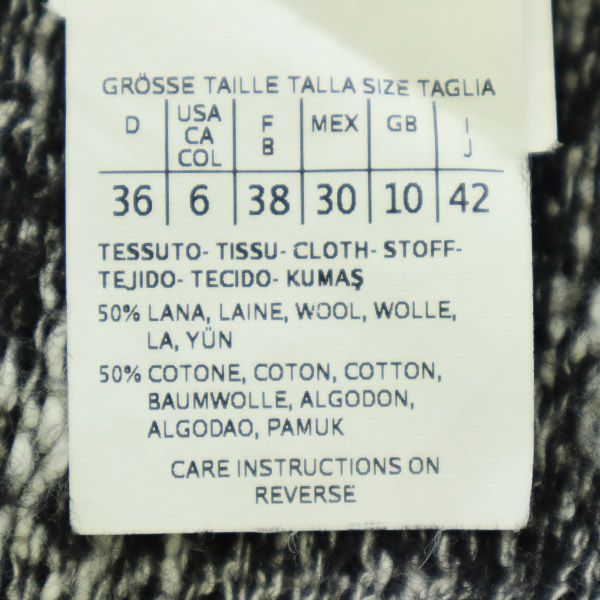 GRÖSSE TAILLE TALLA SIZE TAGLIA
D USA CA COL F B MEX GB I J
36 6 38 30 10 42
TESSUTO- TISSU- CLOTH- STOFF-
TEJIDO- TECIDO- KUMAŞ
50% LANA, LAINE, WOOL, WOLLE,
LA, YÜN
50% COTONE, COTON, COTTON,
BAUMWOLLE, ALGODON,
ALGODAO, PAMUK
CARE INSTRUCTIONS ON
REVERSE